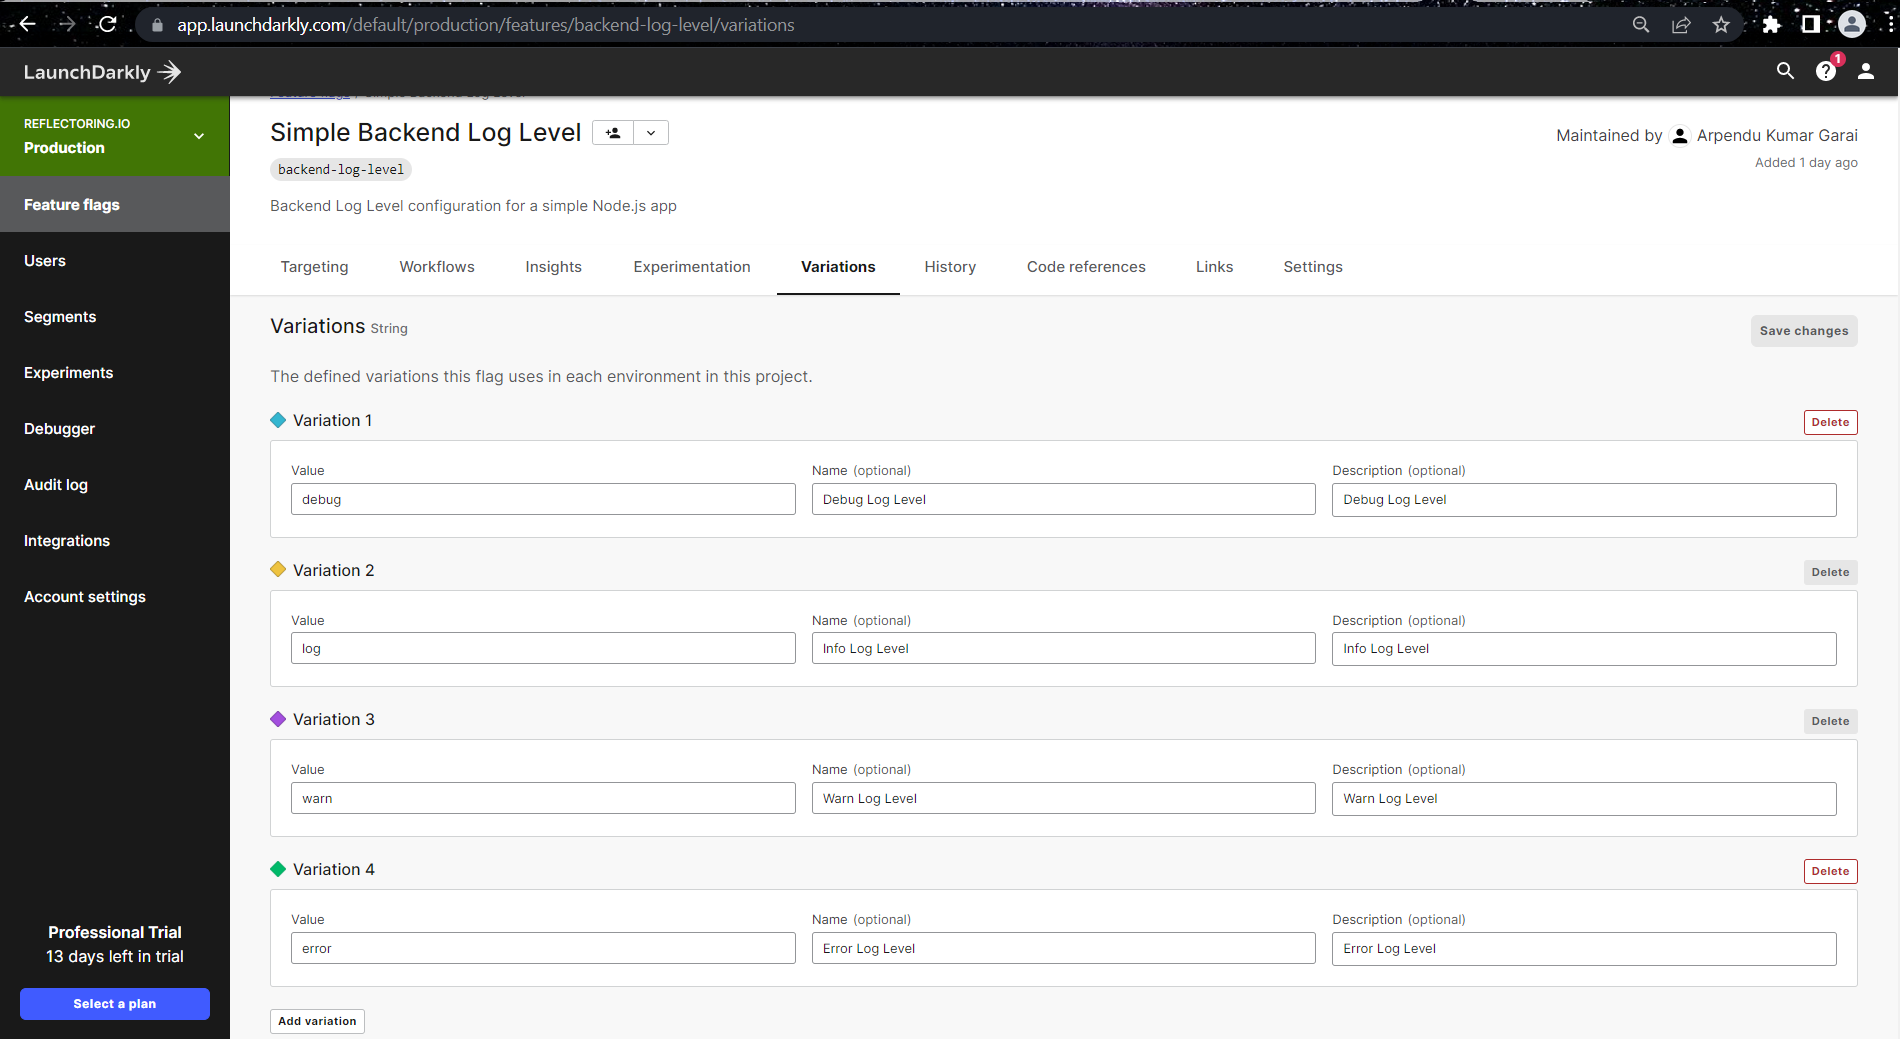 app.launchdarkly.com/default/production/features/backend-log-level/variations
LaunchDarkly
1
REFLECTORING.IO
Production
Feature flags
Users
Segments
Experiments
Debugger
Audit log
Integrations
Account settings
Professional Trial
13 days left in trial
Select a plan
Feature flags / Simple Backend Log Level
Simple Backend Log Level
Maintained by Arpendu Kumar Garai
Added 1 day ago
backend-log-level
Backend Log Level configuration for a simple Node.js app
Targeting Workflows Insights Experimentation Variations History Code references Links Settings
Variations String
Save changes
The defined variations this flag uses in each environment in this project.
Variation 1 Delete
Value Name (optional) Description (optional)
debug Debug Log Level Debug Log Level
Variation 2 Delete
Value Name (optional) Description (optional)
log Info Log Level Info Log Level
Variation 3 Delete
Value Name (optional) Description (optional)
warn Warn Log Level Warn Log Level
Variation 4 Delete
Value Name (optional) Description (optional)
error Error Log Level Error Log Level
Add variation